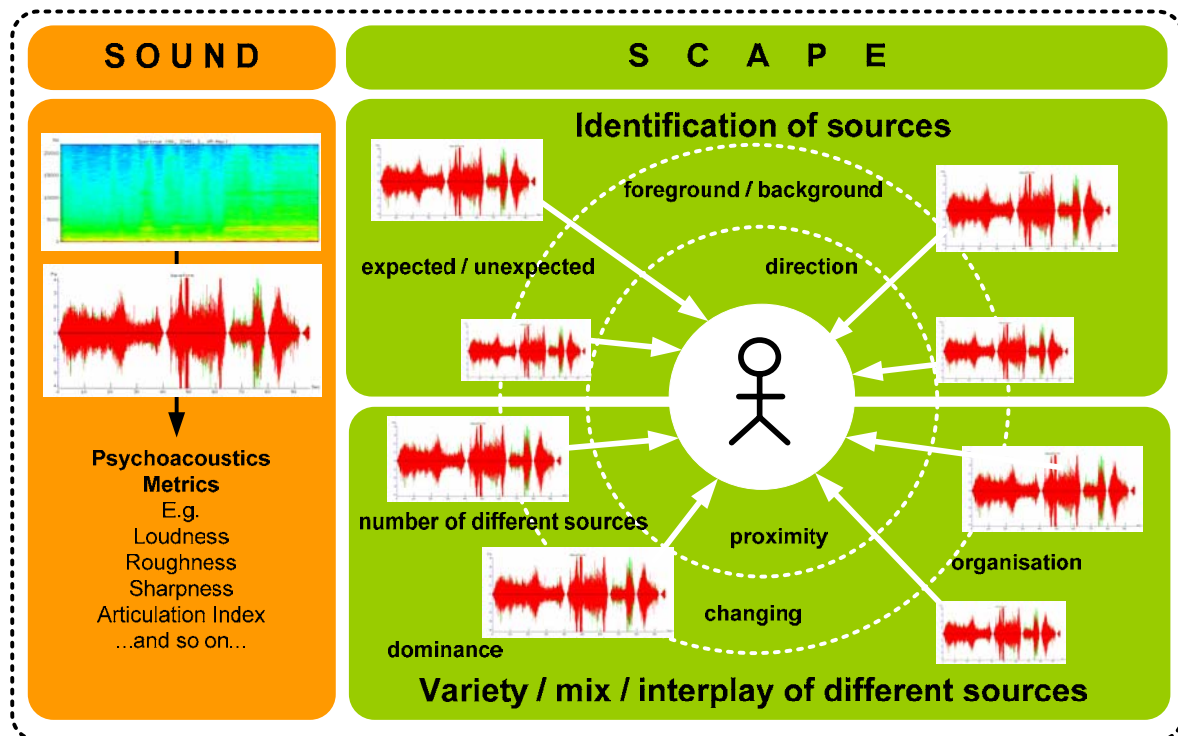 SOUND
SCAPE
Psychoacoustics
Metrics
E.g.
Loudness
Roughness
Sharpness
Articulation Index
...and so on...
Identification of sources
foreground / background
expected / unexpected
direction
number of different sources
proximity
organisation
changing
dominance
Variety / mix / interplay of different sources